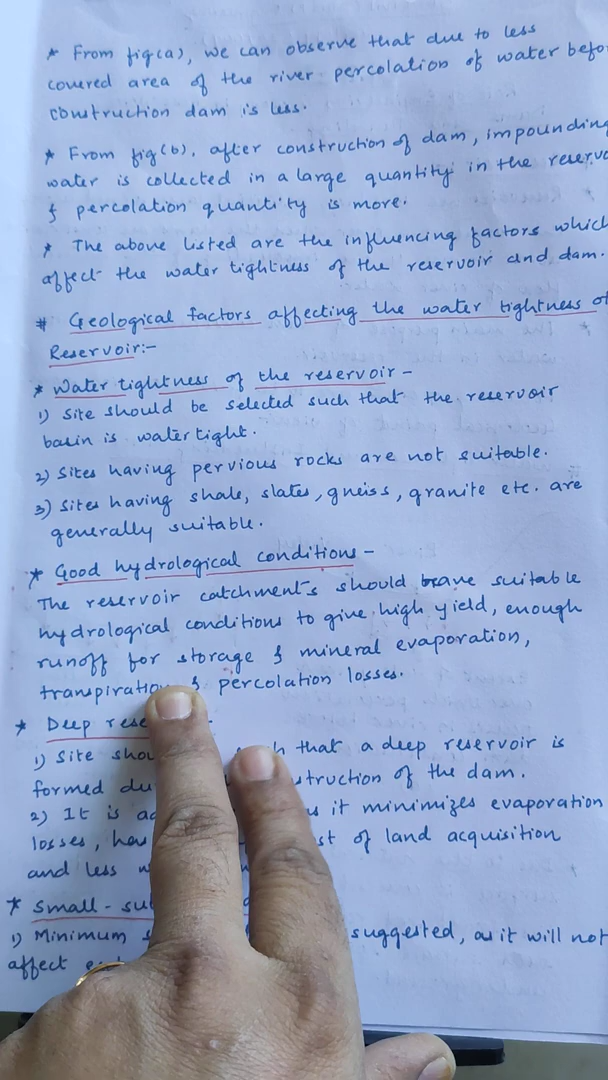 * From fig(a), we can observe that due to less
covered area of the river percolation of water befo
construction dam is less.
* From fig(b), after construction of dam, impounding
water is collected in a large quantity in the reservo
& percolation quantity is more.
* The above listed are the influencing factors which
affect the water tightness of the reservoir and dam.
# Geological factors affecting the water tightness of
Reservoir:-
* Water tightness of the reservoir -
1) Site should be selected such that the reservoir
basin is watertight.
2) Sites having pervious rocks are not suitable.
3) Sites having shale, slates, gneiss, granite etc. are
generally suitable.
* Good hydrological conditions -
The reservoir catchments should have suitable
hydrological conditions to give high yield, enough
runoff for storage & mineral evaporation,
transpiratio & percolation losses.
* Deep rese
1) Site shou h that a deep reservoir is
formed du struction of the dam.
2) It is ad s it minimizes evaporation
losses, st of land acquisition
and less
* Small-su
1) Minimum s suggested, as it will not
affect